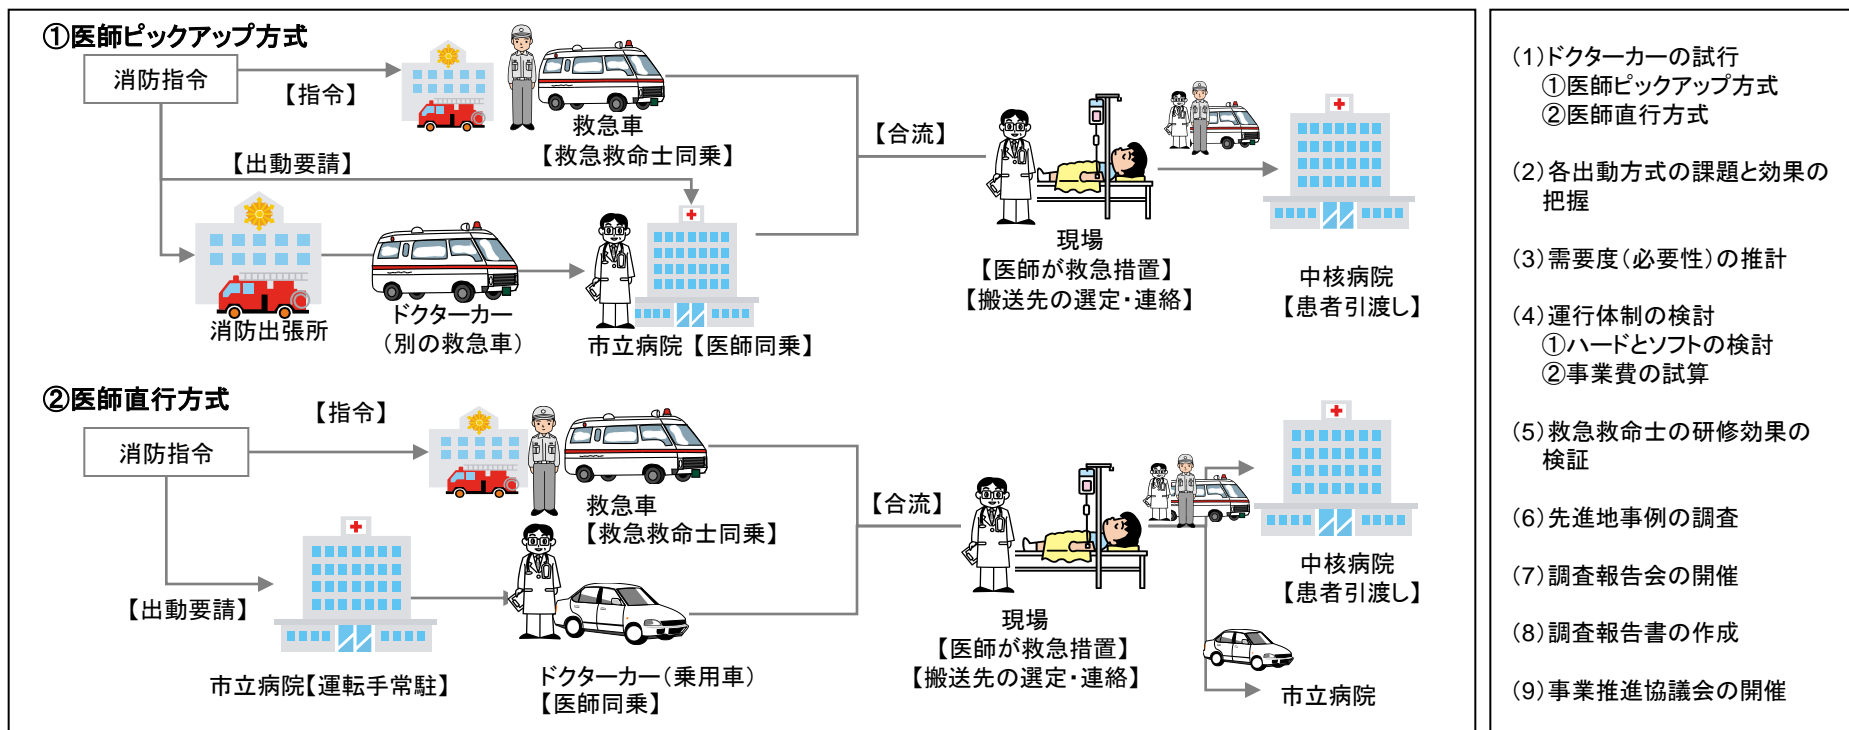 ①医師ピックアップ方式
消防指令
【指令】
救急車
【救急救命士同乗】
【出動要請】
消防出張所
ドクターカー
（別の救急車）
市立病院【医師同乗】
【合流】
現場
【医師が救急措置】
【搬送先の選定・連絡】
中核病院
【患者引渡し】
②医師直行方式
消防指令
【指令】
救急車
【救急救命士同乗】
【出動要請】
市立病院【運転手常駐】
ドクターカー（乗用車）
【医師同乗】
【合流】
現場
【医師が救急措置】
【搬送先の選定・連絡】
中核病院
【患者引渡し】
市立病院
(1)ドクターカーの試行
①医師ピックアップ方式
②医師直行方式
(2)各出動方式の課題と効果の
把握
(3)需要度（必要性）の推計
(4)運行体制の検討
①ハードとソフトの検討
②事業費の試算
(5)救急救命士の研修効果の
検証
(6)先進地事例の調査
(7)調査報告会の開催
(8)調査報告書の作成
(9)事業推進協議会の開催